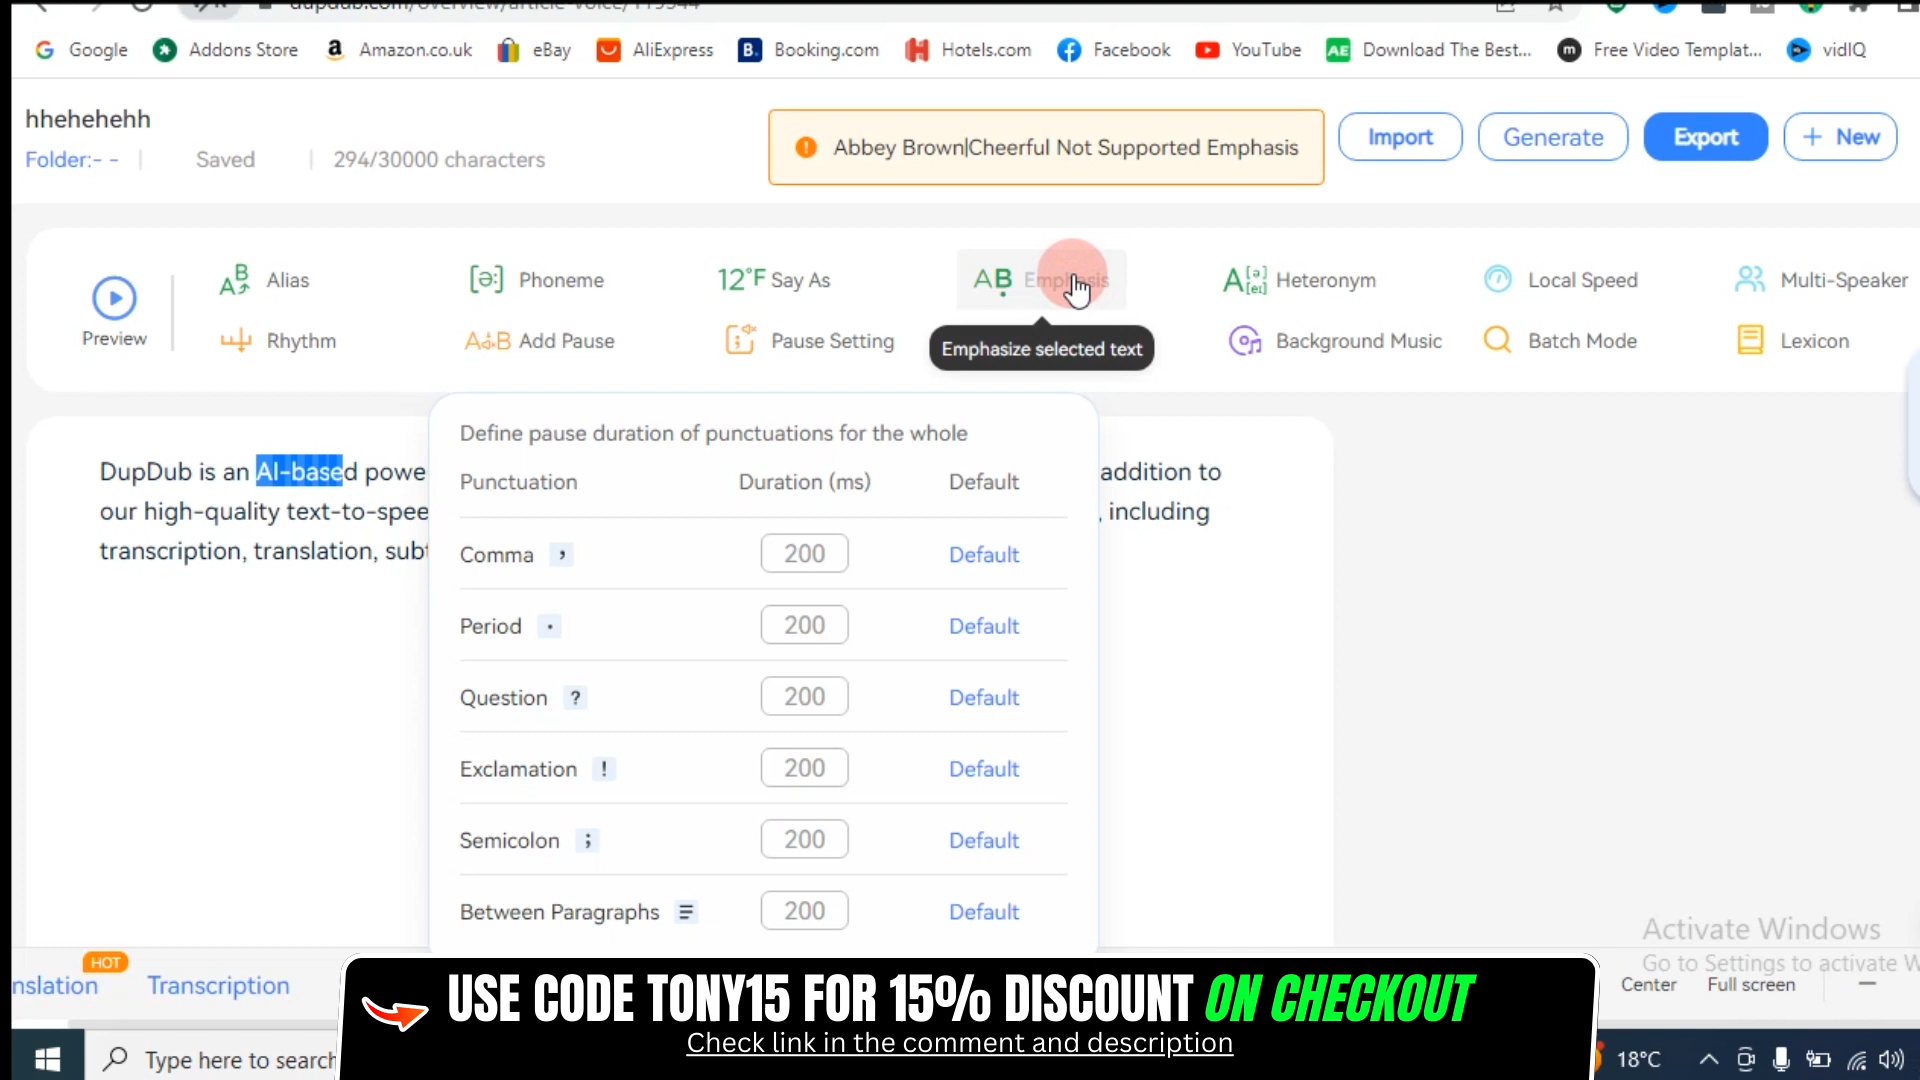 Google Addons Store Amazon.co.uk eBay AliExpress Booking.com Hotels.com Facebook YouTube Download The Best... Free Video Templat... vidIQ
hhehehehh
Folder:- - | Saved | 294/30000 characters
Abbey Brown|Cheerful Not Supported Emphasis
Import Generate Export + New
Preview
Alias Phoneme 12°F Say As Emphasis Heteronym Local Speed Multi-Speaker
Rhythm Add Pause Pause Setting Background Music Batch Mode Lexicon
Emphasize selected text
Define pause duration of punctuations for the whole
Punctuation Duration (ms) Default
Comma , 200 Default
Period . 200 Default
Question ? 200 Default
Exclamation ! 200 Default
Semicolon ; 200 Default
Between Paragraphs 200 Default
DupDub is an AI-based powe addition to
our high-quality text-to-spee , including
transcription, translation, subt
Activate Windows
Go to Settings to activate W
HOT
nslation Transcription
Center Full screen
USE CODE TONY15 FOR 15% DISCOUNT ON CHECKOUT
Check link in the comment and description
Type here to search
18°C